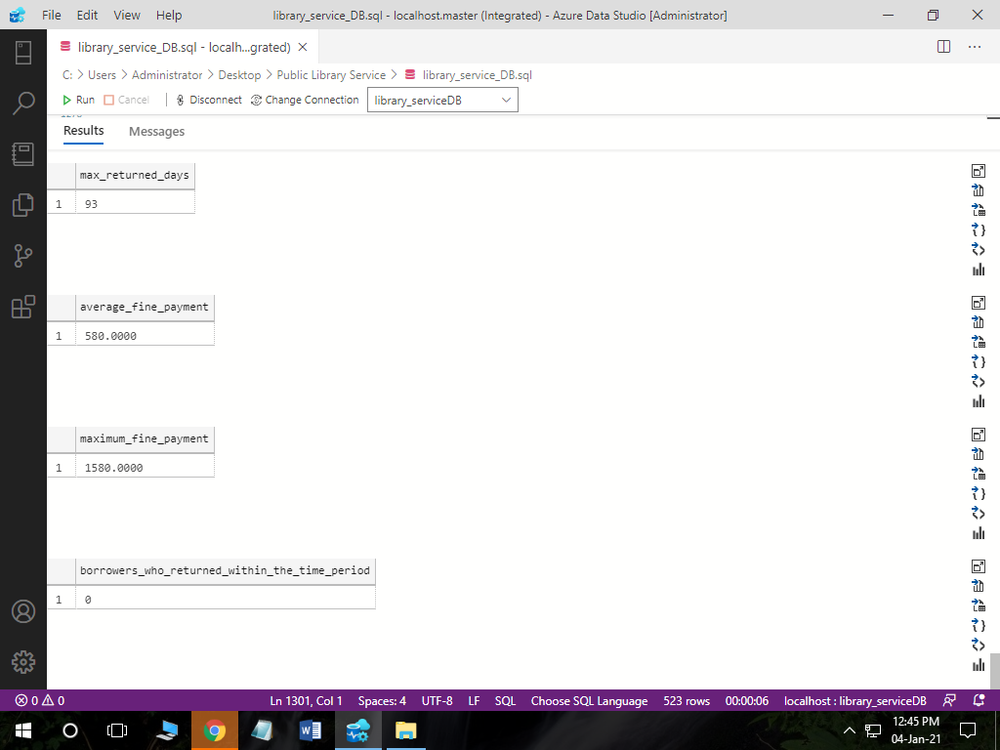 File Edit View Help library_service_DB.sql - localhost.master (Integrated) - Azure Data Studio [Administrator]
library_service_DB.sql - localh...grated)
C: > Users > Administrator > Desktop > Public Library Service > library_service_DB.sql
Run Cancel Disconnect Change Connection library_serviceDB
Results Messages
max_returned_days
1 93
average_fine_payment
1 580.0000
maximum_fine_payment
1 1580.0000
borrowers_who_returned_within_the_time_period
1 0
0 0 Ln 1301, Col 1 Spaces: 4 UTF-8 LF SQL Choose SQL Language 523 rows 00:00:06 localhost : library_serviceDB
12:45 PM
04-Jan-21